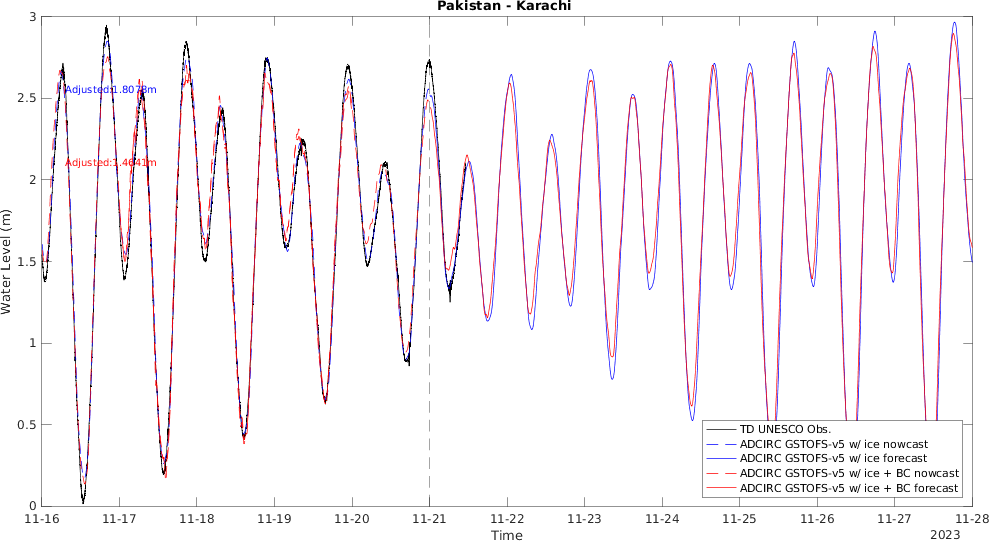 Pakistan - Karachi
3
2.5
2
1.5
1
0.5
0
Water Level (m)
Adjusted:1.8078m
Adjusted:1.4641m
TD UNESCO Obs.
ADCIRC GSTOFS-v5 w/ ice nowcast
ADCIRC GSTOFS-v5 w/ ice forecast
ADCIRC GSTOFS-v5 w/ ice + BC nowcast
ADCIRC GSTOFS-v5 w/ ice + BC forecast
11-16 11-17 11-18 11-19 11-20 11-21 11-22 11-23 11-24 11-25 11-26 11-27 11-28
Time
2023